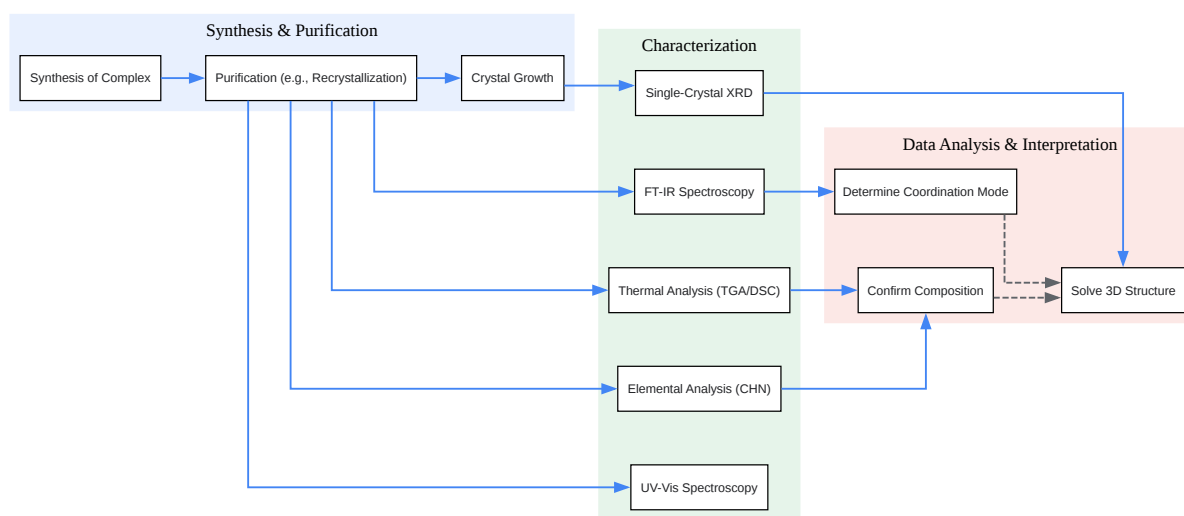 Synthesis & Purification
Synthesis of Complex
Purification (e.g., Recrystallization)
Crystal Growth
Characterization
Single-Crystal XRD
FT-IR Spectroscopy
Thermal Analysis (TGA/DSC)
Elemental Analysis (CHN)
UV-Vis Spectroscopy
Data Analysis & Interpretation
Determine Coordination Mode
Confirm Composition
Solve 3D Structure